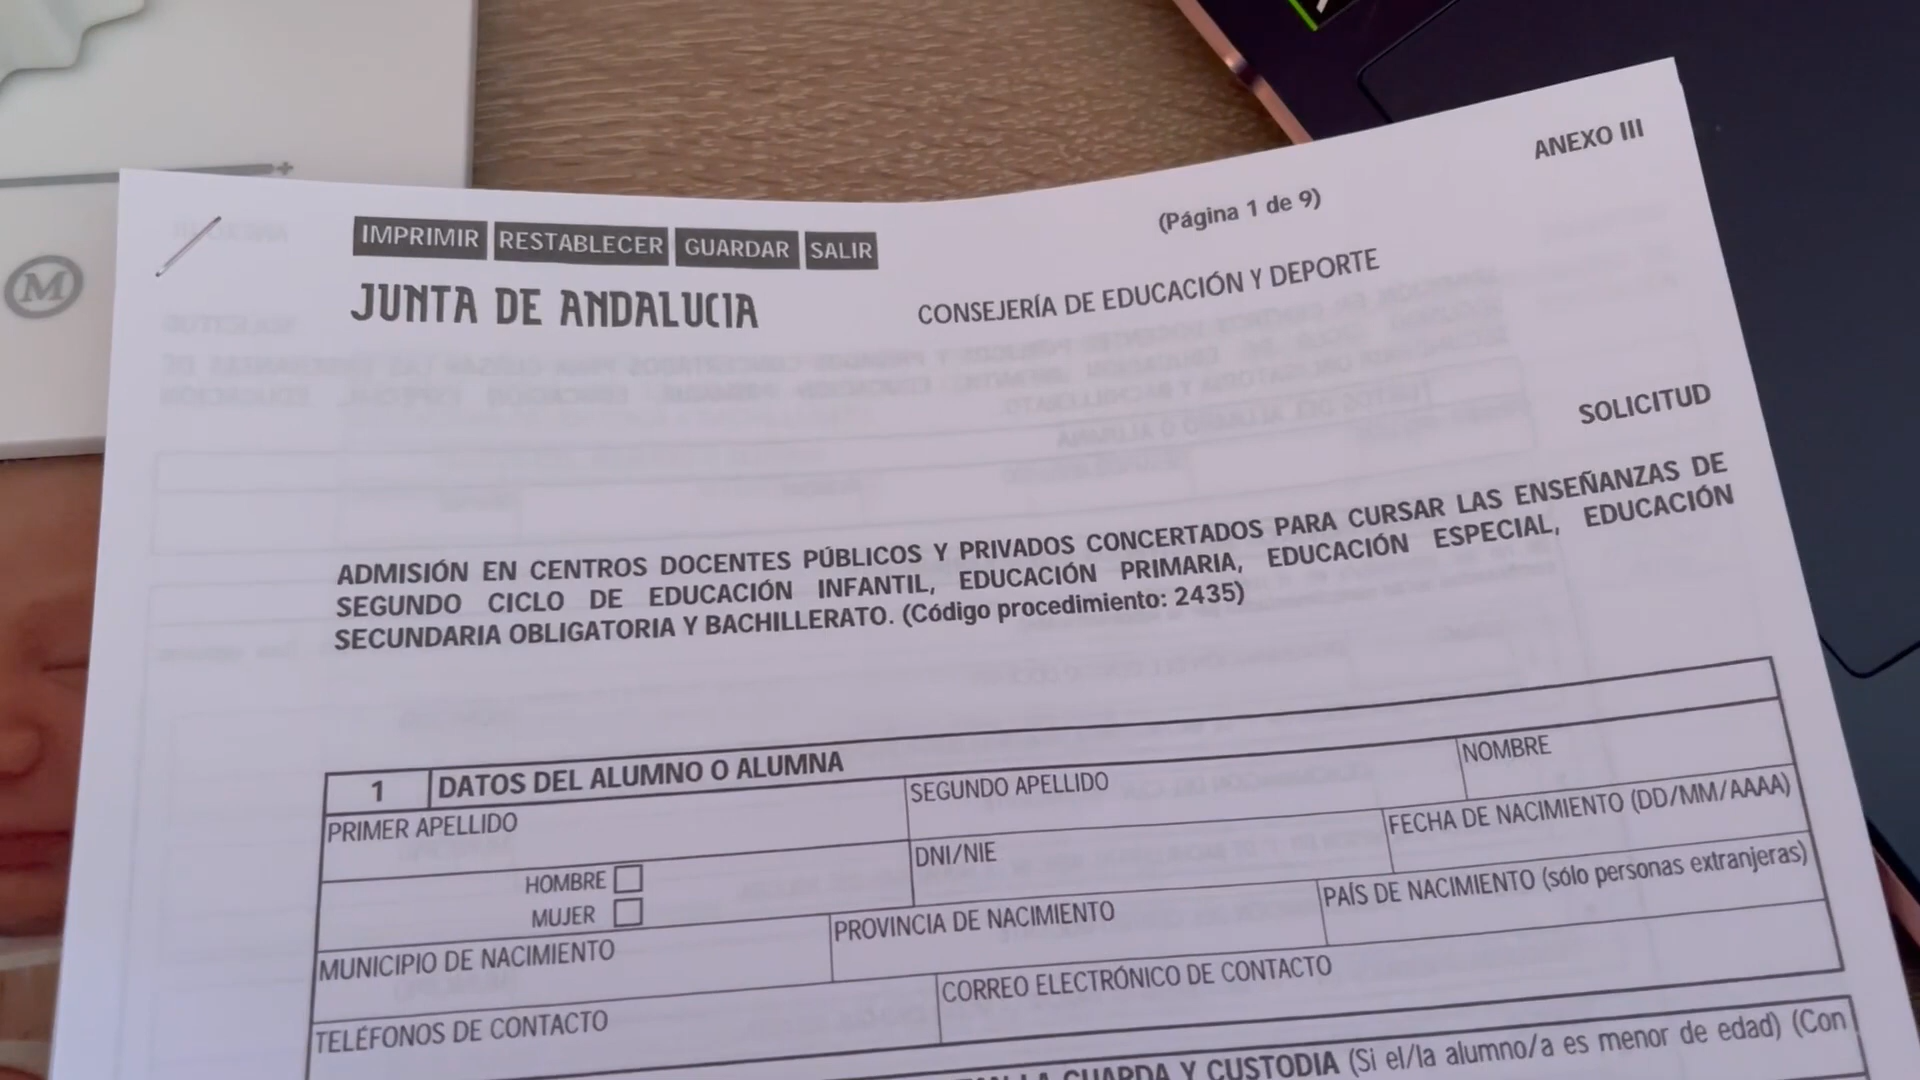 ANEXO III
(Página 1 de 9)
IMPRIMIR RESTABLECER GUARDAR SALIR
JUNTA DE ANDALUCIA
CONSEJERÍA DE EDUCACIÓN Y DEPORTE
M
SOLICITUD
ADMISIÓN EN CENTROS DOCENTES PÚBLICOS Y PRIVADOS CONCERTADOS PARA CURSAR LAS ENSEÑANZAS DE
SEGUNDO CICLO DE EDUCACIÓN INFANTIL, EDUCACIÓN PRIMARIA, EDUCACIÓN ESPECIAL, EDUCACIÓN
SECUNDARIA OBLIGATORIA Y BACHILLERATO. (Código procedimiento: 2435)
1 DATOS DEL ALUMNO O ALUMNA
PRIMER APELLIDO SEGUNDO APELLIDO NOMBRE
HOMBRE DNI/NIE FECHA DE NACIMIENTO (DD/MM/AAAA)
MUJER
MUNICIPIO DE NACIMIENTO PROVINCIA DE NACIMIENTO PAÍS DE NACIMIENTO (sólo personas extranjeras)
TELÉFONOS DE CONTACTO CORREO ELECTRÓNICO DE CONTACTO
LA GUARDA Y CUSTODIA (Si el/la alumno/a es menor de edad) (Con